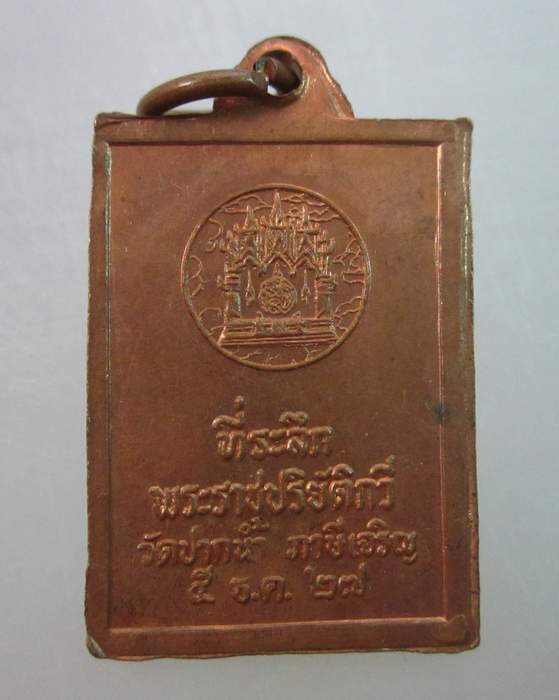 ที่ระลึก
พระราชปริยัติกวี
วัดปากน้ำ ภาษีเจริญ
๕ ธ.ค. ๒๗